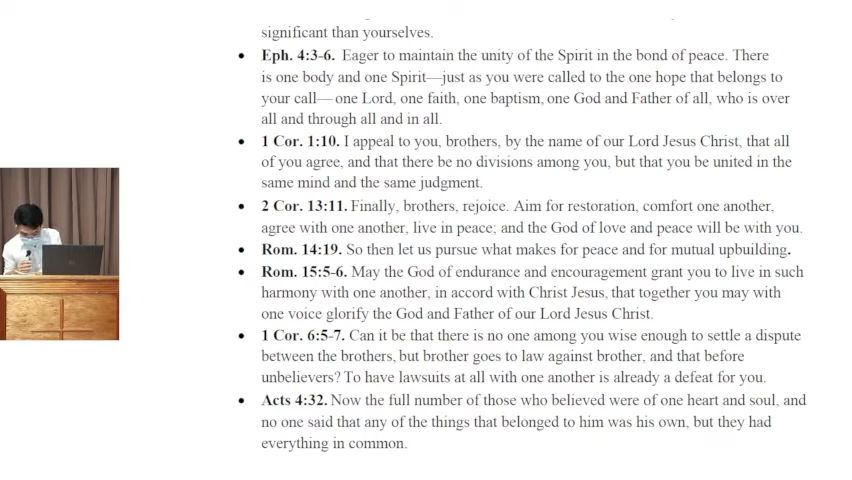 significant than yourselves.
• Eph. 4:3-6. Eager to maintain the unity of the Spirit in the bond of peace. There
is one body and one Spirit—just as you were called to the one hope that belongs to
your call— one Lord, one faith, one baptism, one God and Father of all, who is over
all and through all and in all.
• 1 Cor. 1:10. I appeal to you, brothers, by the name of our Lord Jesus Christ, that all
of you agree, and that there be no divisions among you, but that you be united in the
same mind and the same judgment.
• 2 Cor. 13:11. Finally, brothers, rejoice. Aim for restoration, comfort one another,
agree with one another, live in peace; and the God of love and peace will be with you.
• Rom. 14:19. So then let us pursue what makes for peace and for mutual upbuilding.
• Rom. 15:5-6. May the God of endurance and encouragement grant you to live in such
harmony with one another, in accord with Christ Jesus, that together you may with
one voice glorify the God and Father of our Lord Jesus Christ.
• 1 Cor. 6:5-7. Can it be that there is no one among you wise enough to settle a dispute
between the brothers, but brother goes to law against brother, and that before
unbelievers? To have lawsuits at all with one another is already a defeat for you.
• Acts 4:32. Now the full number of those who believed were of one heart and soul, and
no one said that any of the things that belonged to him was his own, but they had
everything in common.